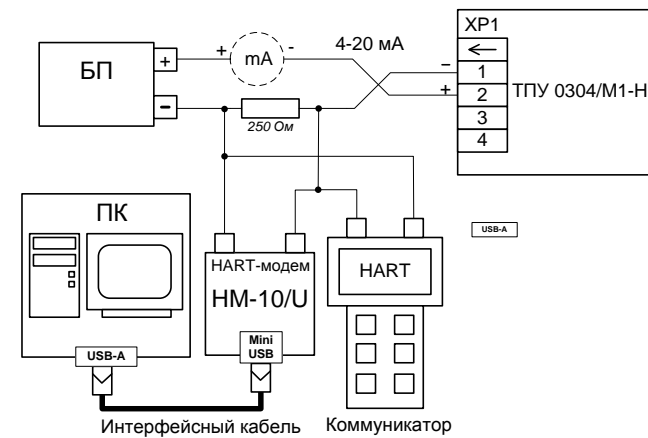 XP1
4-20 мА
БП
+
+
mA
-
–
1
ТПУ 0304/М1-Н
–
+
2
250 Ом
3
4
USB-A
ПК
HART-модем
НМ-10/U
HART
Mini
USB
USB-A
Интерфейсный кабель
Коммуникатор